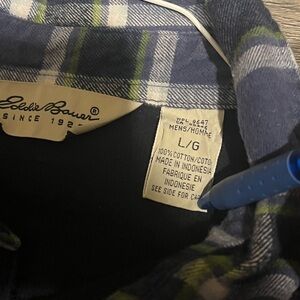 Eddie Bauer®
SINCE 192
MENS/HOMME
L/G
100% COTTON/COTO
MADE IN INDONESIA
FABRIQUE EN
INDONESIE
SEE SIDE FOR CA